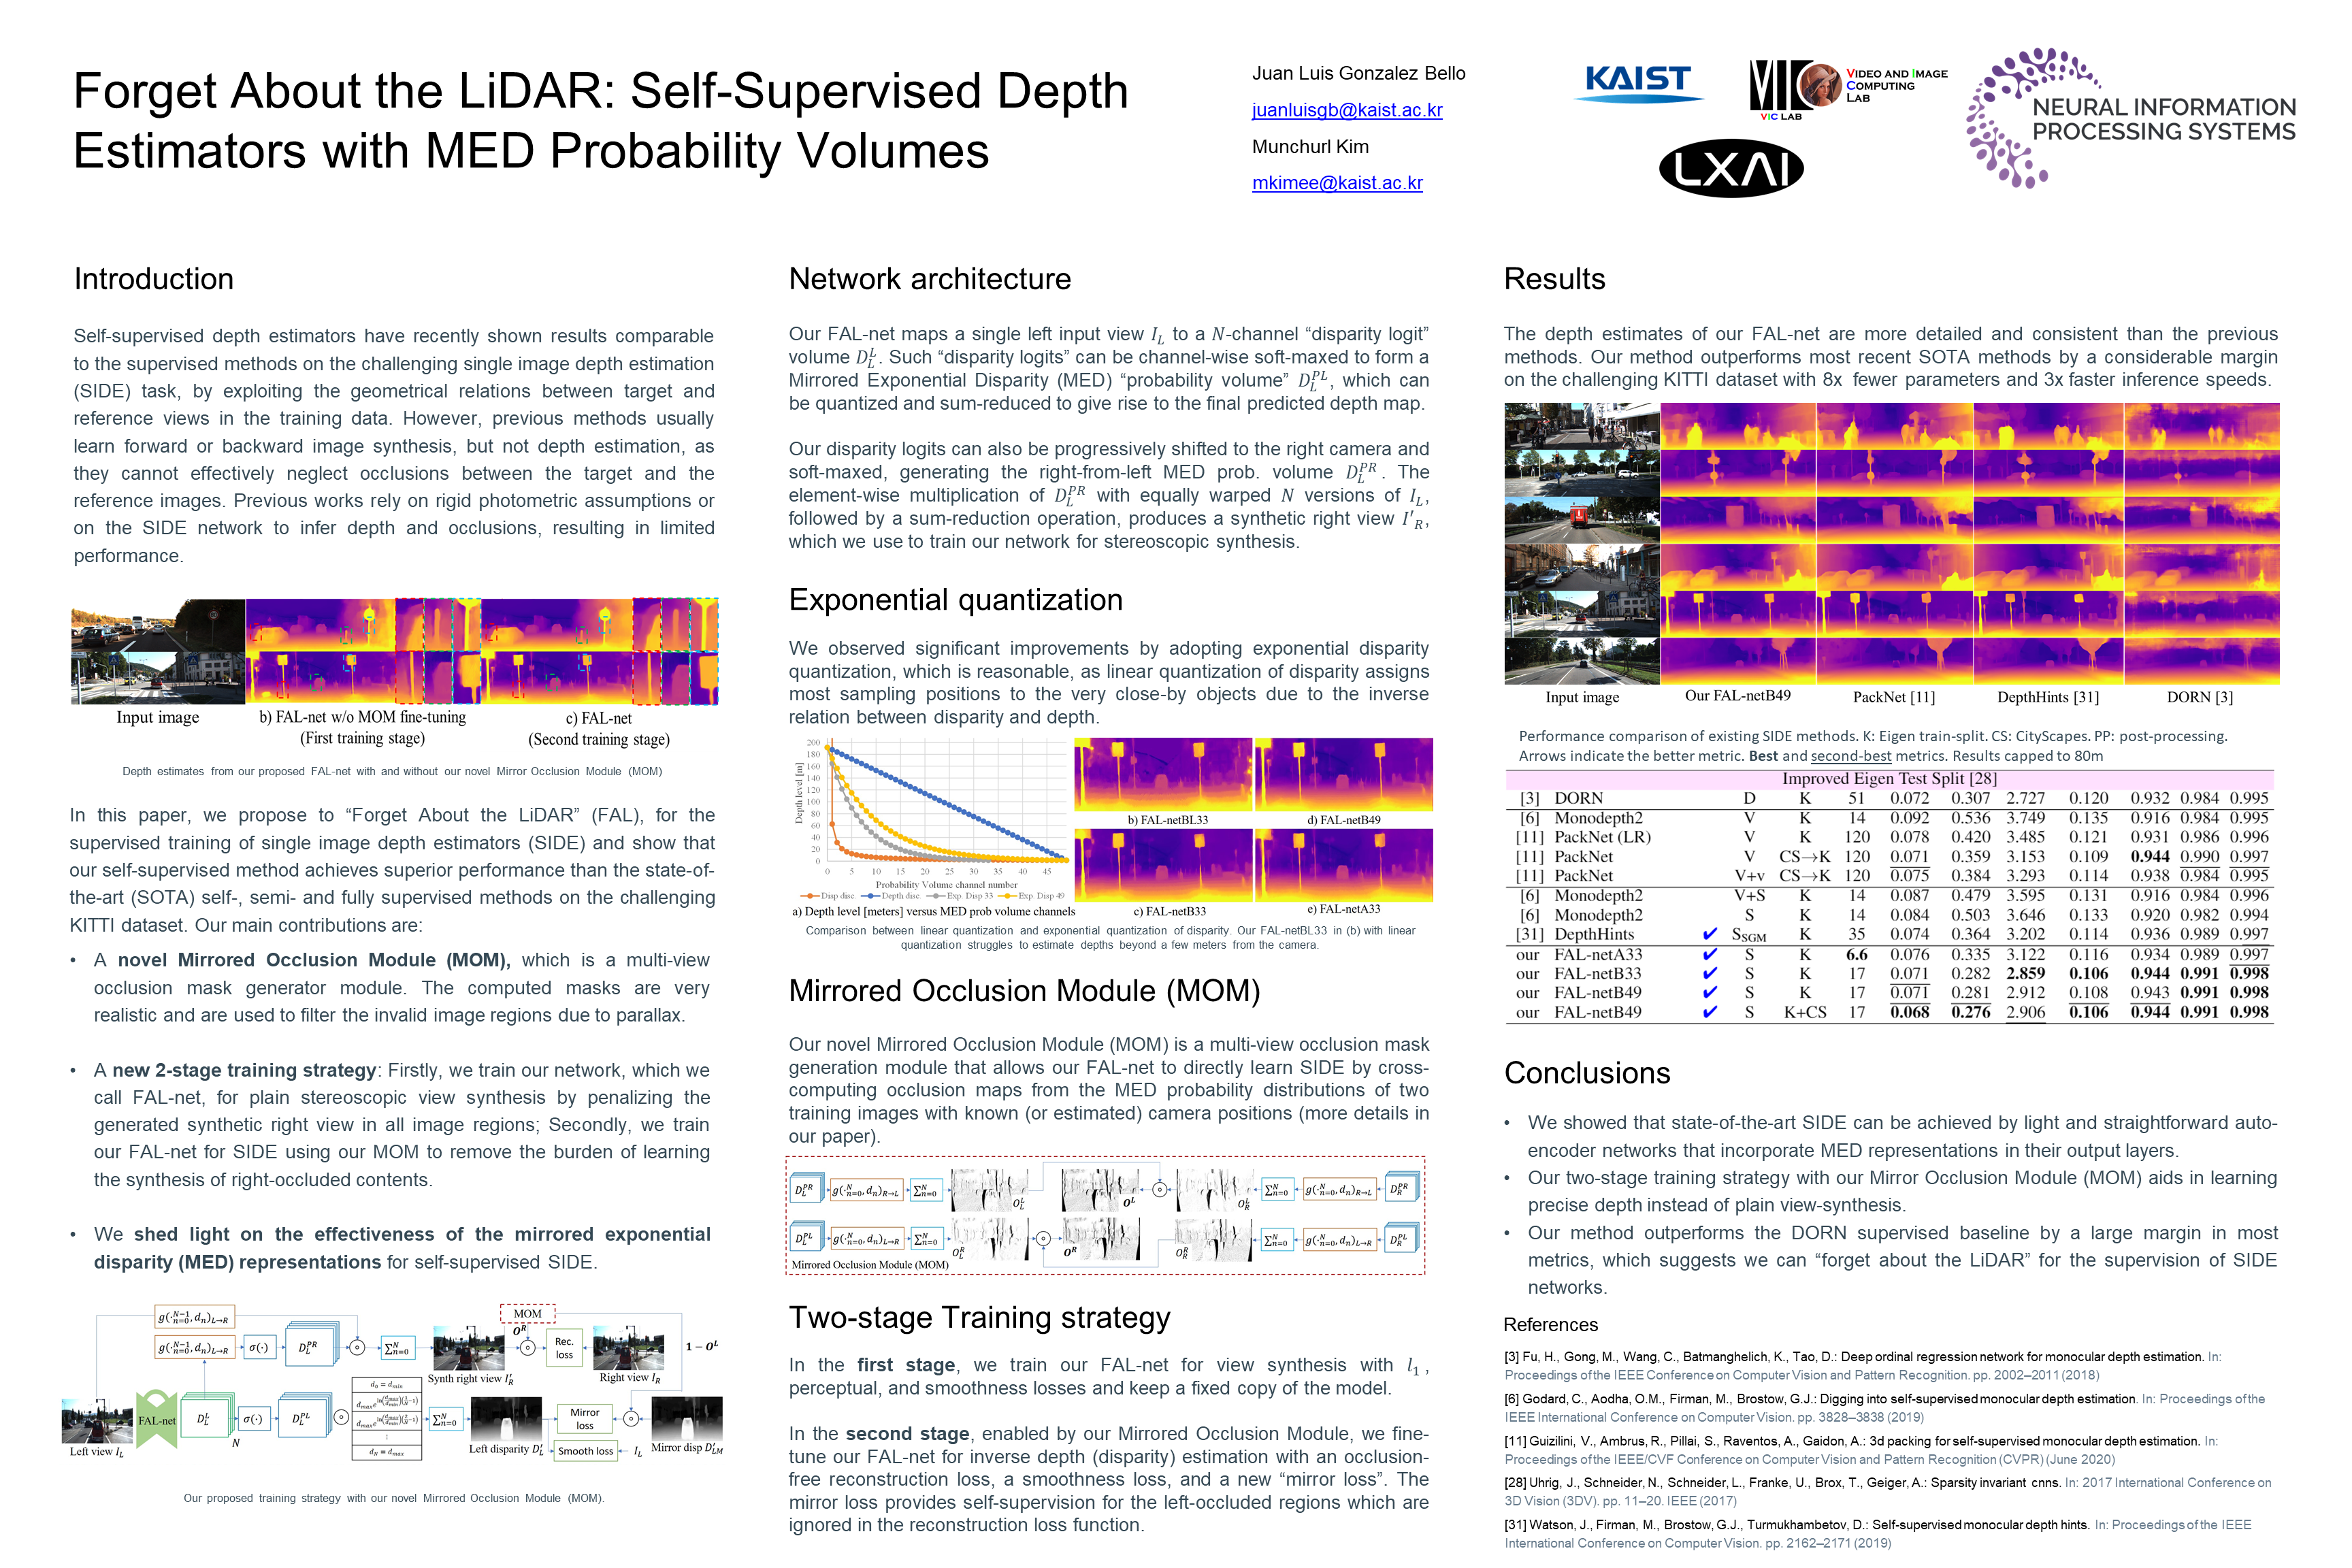 Forget About the LiDAR: Self-Supervised Depth
Estimators with MED Probability Volumes
Juan Luis Gonzalez Bello
juanluisgb@kaist.ac.kr
Munchurl Kim
mkimee@kaist.ac.kr
KAIST
VIC
VIC LAB
VIDEO AND IMAGE
COMPUTING
LAB
LXAI
NEURAL INFORMATION
PROCESSING SYSTEMS
Introduction
Self-supervised depth estimators have recently shown results comparable
to the supervised methods on the challenging single image depth estimation
(SIDE) task, by exploiting the geometrical relations between target and
reference views in the training data. However, previous methods usually
learn forward or backward image synthesis, but not depth estimation, as
they cannot effectively neglect occlusions between the target and the
reference images. Previous works rely on rigid photometric assumptions or
on the SIDE network to infer depth and occlusions, resulting in limited
performance.
Input image
b) FAL-net w/o MOM fine-tuning
(First training stage)
c) FAL-net
(Second training stage)
Depth estimates from our proposed FAL-net with and without our novel Mirror Occlusion Module (MOM)
In this paper, we propose to “Forget About the LiDAR” (FAL), for the
supervised training of single image depth estimators (SIDE) and show that
our self-supervised method achieves superior performance than the state-of-
the-art (SOTA) self-, semi- and fully supervised methods on the challenging
KITTI dataset. Our main contributions are:
• A novel Mirrored Occlusion Module (MOM), which is a multi-view
occlusion mask generator module. The computed masks are very
realistic and are used to filter the invalid image regions due to parallax.
• A new 2-stage training strategy: Firstly, we train our network, which we
call FAL-net, for plain stereoscopic view synthesis by penalizing the
generated synthetic right view in all image regions; Secondly, we train
our FAL-net for SIDE using our MOM to remove the burden of learning
the synthesis of right-occluded contents.
• We shed light on the effectiveness of the mirrored exponential
disparity (MED) representations for self-supervised SIDE.
g(·_{n=0}^{N-1}, d_n)_{L→R}
MOM
O^R
g(·_{n=0}^{N-1}, d_n)_{L→R}
σ(·)
D_L^{PR}
∑_{n=0}^N
Rec.
loss
1 − O^L
Synth right view I'_R
Right view I_R
FAL-net
D_L^L
N
σ(·)
D_L^{PL}
d_0 = d_{min}
d_N = d_{max}
∑_{n=0}^N
Mirror
loss
Smooth loss
I_L
Left view I_L
Left disparity D'_L
Mirror disp D'_{LM}
Our proposed training strategy with our novel Mirrored Occlusion Module (MOM).
Network architecture
Our FAL-net maps a single left input view I_L to a N-channel “disparity logit”
volume D_L^L. Such “disparity logits” can be channel-wise soft-maxed to form a
Mirrored Exponential Disparity (MED) “probability volume” D_L^{PL}, which can
be quantized and sum-reduced to give rise to the final predicted depth map.
Our disparity logits can also be progressively shifted to the right camera and
soft-maxed, generating the right-from-left MED prob. volume D_L^{PR}. The
element-wise multiplication of D_L^{PR} with equally warped N versions of I_L,
followed by a sum-reduction operation, produces a synthetic right view I'_R,
which we use to train our network for stereoscopic synthesis.
Exponential quantization
We observed significant improvements by adopting exponential disparity
quantization, which is reasonable, as linear quantization of disparity assigns
most sampling positions to the very close-by objects due to the inverse
relation between disparity and depth.
Depth level [m]
200
180
160
140
120
100
80
60
40
20
0
0 5 10 15 20 25 30 35 40 45
Probability Volume channel number
Disp disc. Depth disc. Exp. Disp 33 Exp. Disp 49
a) Depth level [meters] versus MED prob volume channels
b) FAL-netBL33
d) FAL-netB49
c) FAL-netB33
e) FAL-netA33
Comparison between linear quantization and exponential quantization of disparity. Our FAL-netBL33 in (b) with linear
quantization struggles to estimate depths beyond a few meters from the camera.
Mirrored Occlusion Module (MOM)
Our novel Mirrored Occlusion Module (MOM) is a multi-view occlusion mask
generation module that allows our FAL-net to directly learn SIDE by cross-
computing occlusion maps from the MED probability distributions of two
training images with known (or estimated) camera positions (more details in
our paper).
D_L^{PR} g(·_{n=0}^N, d_n)_{R→L} ∑_{n=0}^N O_L^L O^L O_R^L ∑_{n=0}^N g(·_{n=0}^N, d_n)_{R→L} D_R^{PR}
D_L^{PL} g(·_{n=0}^N, d_n)_{L→R} ∑_{n=0}^N O_L^R O^R O_R^R ∑_{n=0}^N g(·_{n=0}^N, d_n)_{L→R} D_R^{PL}
Mirrored Occlusion Module (MOM)
Two-stage Training strategy
In the first stage, we train our FAL-net for view synthesis with l_1,
perceptual, and smoothness losses and keep a fixed copy of the model.
In the second stage, enabled by our Mirrored Occlusion Module, we fine-
tune our FAL-net for inverse depth (disparity) estimation with an occlusion-
free reconstruction loss, a smoothness loss, and a new “mirror loss”. The
mirror loss provides self-supervision for the left-occluded regions which are
ignored in the reconstruction loss function.
Results
The depth estimates of our FAL-net are more detailed and consistent than the previous
methods. Our method outperforms most recent SOTA methods by a considerable margin
on the challenging KITTI dataset with 8x fewer parameters and 3x faster inference speeds.
Input image Our FAL-netB49 PackNet [11] DepthHints [31] DORN [3]
Performance comparison of existing SIDE methods. K: Eigen train-split. CS: CityScapes. PP: post-processing.
Arrows indicate the better metric. Best and second-best metrics. Results capped to 80m
Improved Eigen Test Split [28]
[3] DORN D K 51 0.072 0.307 2.727 0.120 0.932 0.984 0.995
[6] Monodepth2 V K 14 0.092 0.536 3.749 0.135 0.916 0.984 0.995
[11] PackNet (LR) V K 120 0.078 0.420 3.485 0.121 0.931 0.986 0.996
[11] PackNet V CS→K 120 0.071 0.359 3.153 0.109 0.944 0.990 0.997
[11] PackNet V+v CS→K 120 0.075 0.384 3.293 0.114 0.938 0.984 0.995
[6] Monodepth2 V+S K 14 0.087 0.479 3.595 0.131 0.916 0.984 0.996
[6] Monodepth2 S K 14 0.084 0.503 3.646 0.133 0.920 0.982 0.994
[31] DepthHints ✔ S_SGM K 35 0.074 0.364 3.202 0.114 0.936 0.989 0.997
our FAL-netA33 ✔ S K 6.6 0.076 0.335 3.122 0.116 0.934 0.989 0.997
our FAL-netB33 ✔ S K 17 0.071 0.282 2.859 0.106 0.944 0.991 0.998
our FAL-netB49 ✔ S K 17 0.071 0.281 2.912 0.108 0.943 0.991 0.998
our FAL-netB49 ✔ S K+CS 17 0.068 0.276 2.906 0.106 0.944 0.991 0.998
Conclusions
• We showed that state-of-the-art SIDE can be achieved by light and straightforward auto-
encoder networks that incorporate MED representations in their output layers.
• Our two-stage training strategy with our Mirror Occlusion Module (MOM) aids in learning
precise depth instead of plain view-synthesis.
• Our method outperforms the DORN supervised baseline by a large margin in most
metrics, which suggests we can “forget about the LiDAR” for the supervision of SIDE
networks.
References
[3] Fu, H., Gong, M., Wang, C., Batmanghelich, K., Tao, D.: Deep ordinal regression network for monocular depth estimation. In:
Proceedings of the IEEE Conference on Computer Vision and Pattern Recognition. pp. 2002–2011 (2018)
[6] Godard, C., Aodha, O.M., Firman, M., Brostow, G.J.: Digging into self-supervised monocular depth estimation. In: Proceedings of the
IEEE International Conference on Computer Vision. pp. 3828–3838 (2019)
[11] Guizilini, V., Ambrus, R., Pillai, S., Raventos, A., Gaidon, A.: 3d packing for self-supervised monocular depth estimation. In:
Proceedings of the IEEE/CVF Conference on Computer Vision and Pattern Recognition (CVPR) (June 2020)
[28] Uhrig, J., Schneider, N., Schneider, L., Franke, U., Brox, T., Geiger, A.: Sparsity invariant cnns. In: 2017 International Conference on
3D Vision (3DV). pp. 11–20. IEEE (2017)
[31] Watson, J., Firman, M., Brostow, G.J., Turmukhambetov, D.: Self-supervised monocular depth hints. In: Proceedings of the IEEE
International Conference on Computer Vision. pp. 2162–2171 (2019)